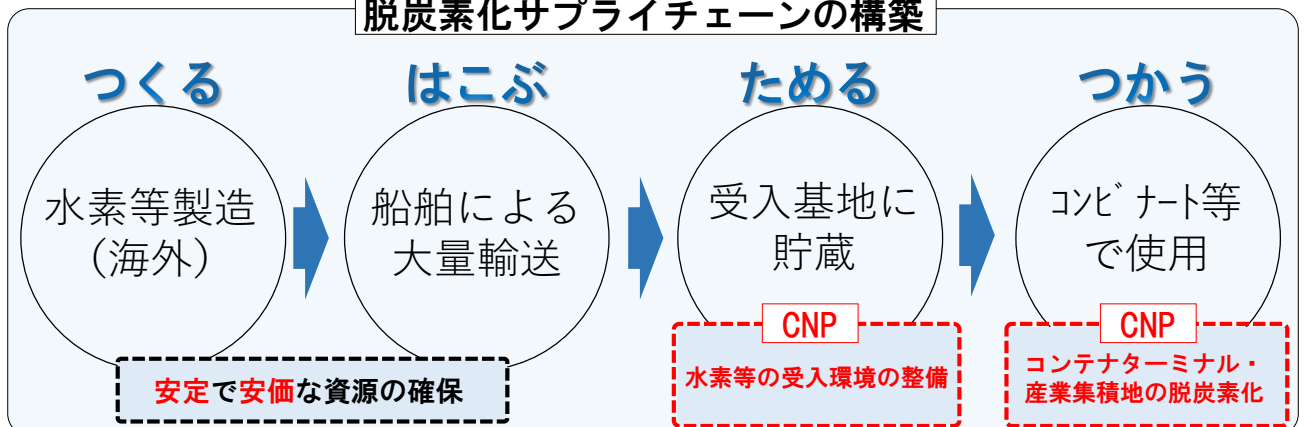 脱炭素化サプライチェーンの構築
つくる
はこぶ
ためる
つかう
水素等製造
(海外)
船舶による
大量輸送
受入基地に
貯蔵
ｺﾝﾋﾞﾅｰﾄ等
で使用
安定で安価な資源の確保
CNP
水素等の受入環境の整備
CNP
コンテナターミナル・
産業集積地の脱炭素化